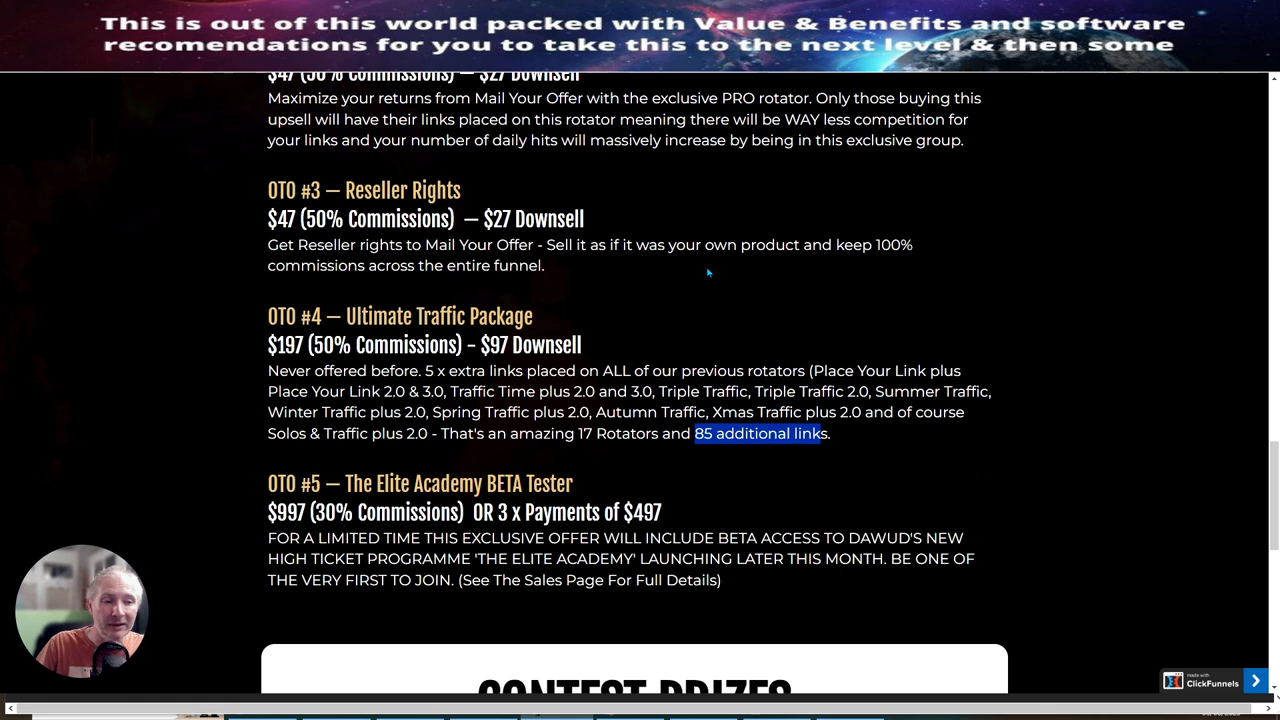 This is out of this world packed with Value & Benefits and software
recomendations for you to take this to the next level & then some
$47 (50% Commissions) — $27 Downsell
Maximize your returns from Mail Your Offer with the exclusive PRO rotator. Only those buying this
upsell will have their links placed on this rotator meaning there will be WAY less competition for
your links and your number of daily hits will massively increase by being in this exclusive group.
OTO #3 — Reseller Rights
$47 (50% Commissions) — $27 Downsell
Get Reseller rights to Mail Your Offer - Sell it as if it was your own product and keep 100%
commissions across the entire funnel.
OTO #4 — Ultimate Traffic Package
$197 (50% Commissions) - $97 Downsell
Never offered before. 5 x extra links placed on ALL of our previous rotators (Place Your Link plus
Place Your Link 2.0 & 3.0, Traffic Time plus 2.0 and 3.0, Triple Traffic, Triple Traffic 2.0, Summer Traffic,
Winter Traffic plus 2.0, Spring Traffic plus 2.0, Autumn Traffic, Xmas Traffic plus 2.0 and of course
Solos & Traffic plus 2.0 - That's an amazing 17 Rotators and 85 additional links.
OTO #5 — The Elite Academy BETA Tester
$997 (30% Commissions) OR 3 x Payments of $497
FOR A LIMITED TIME THIS EXCLUSIVE OFFER WILL INCLUDE BETA ACCESS TO DAWUD'S NEW
HIGH TICKET PROGRAMME 'THE ELITE ACADEMY' LAUNCHING LATER THIS MONTH. BE ONE OF
THE VERY FIRST TO JOIN. (See The Sales Page For Full Details)
CONTEST PRIZES
made with
ClickFunnels